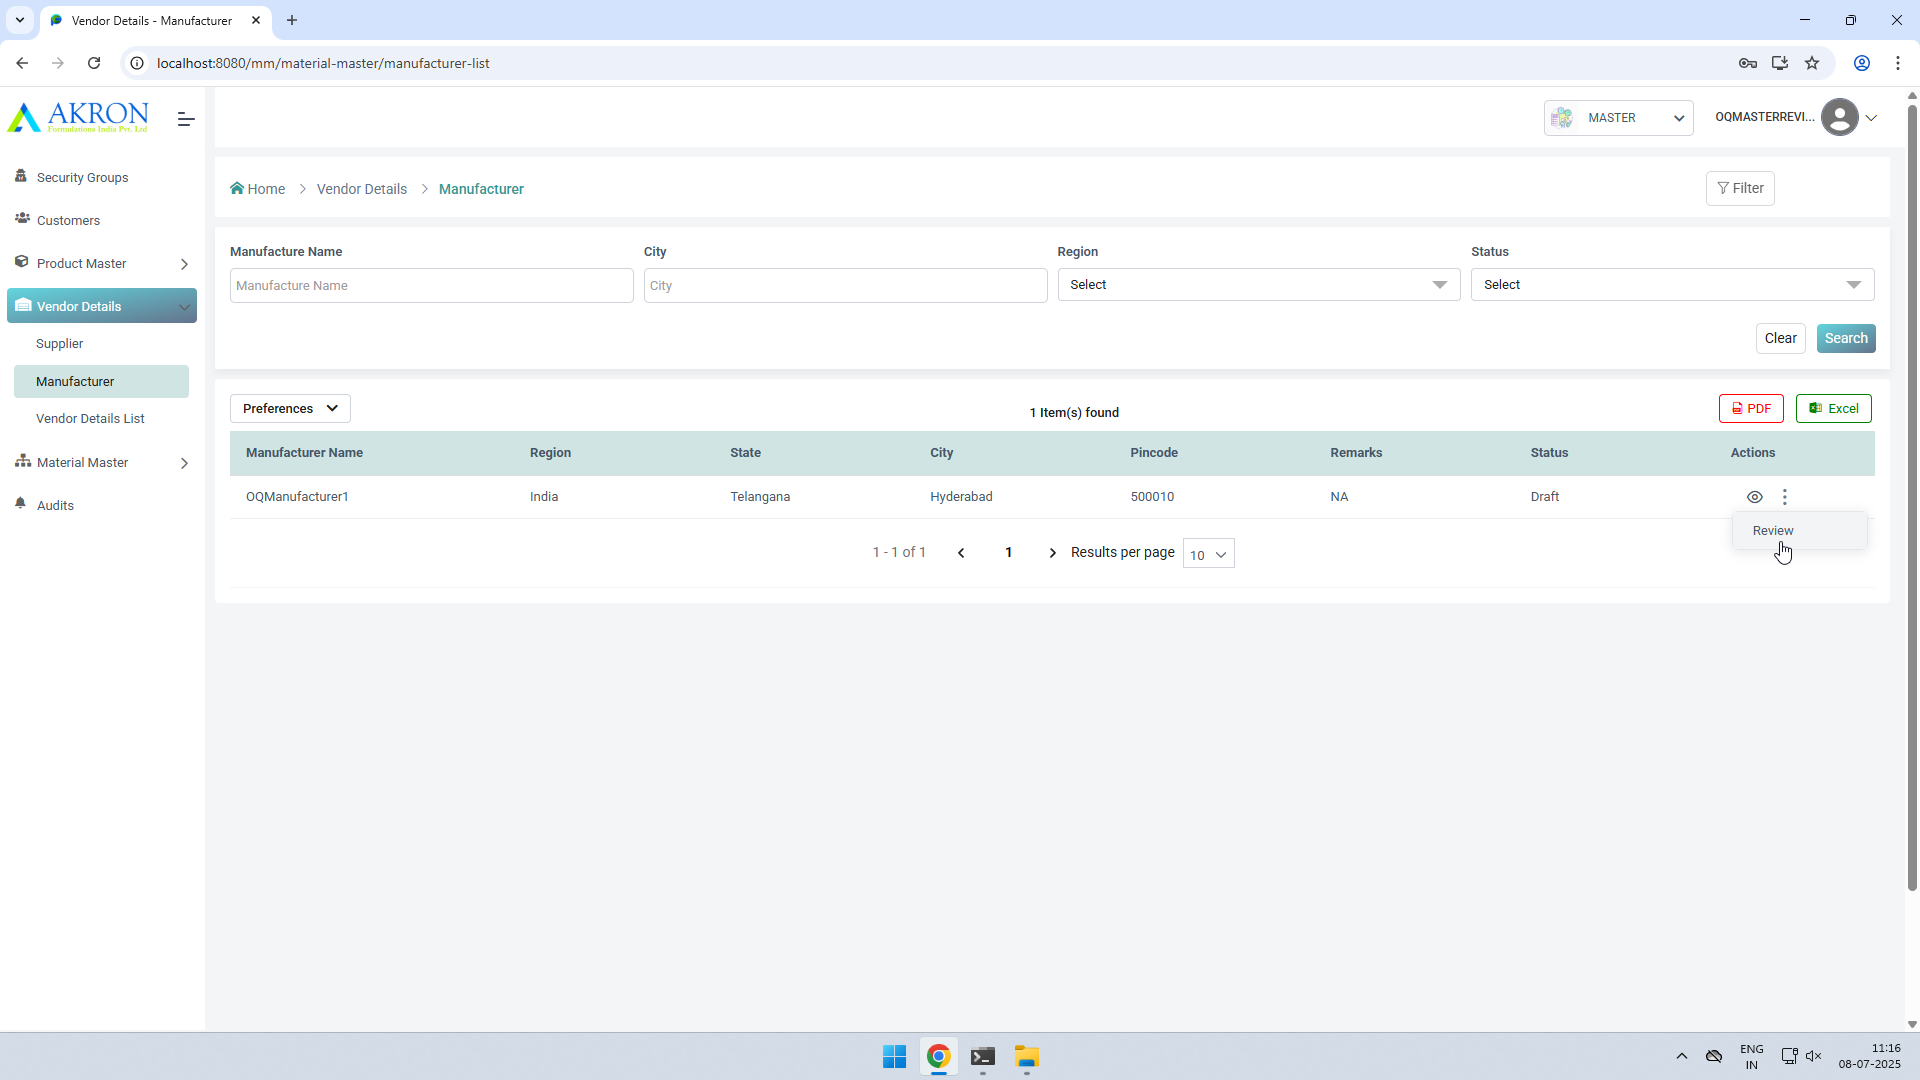 Vendor Details - Manufacturer
localhost:8080/mm/material-master/manufacturer-list
AKRON
Formulations India Pvt. Ltd
MASTER
OQMASTERREVI...
Security Groups
Customers
Product Master
Vendor Details
Supplier
Manufacturer
Vendor Details List
Material Master
Audits
Home > Vendor Details > Manufacturer
Filter
Manufacture Name City Region Status
Manufacture Name City Select Select
Clear Search
Preferences
1 Item(s) found
PDF Excel
Manufacturer Name Region State City Pincode Remarks Status Actions
OQManufacturer1 India Telangana Hyderabad 500010 NA Draft
Review
1 - 1 of 1 1 Results per page 10
ENG
IN
11:16
08-07-2025